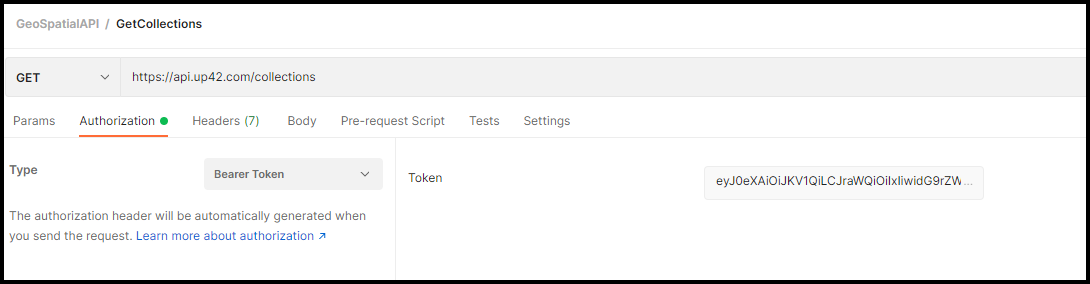 GeoSpatialAPI / GetCollections
GET https://api.up42.com/collections
Params Authorization Headers (7) Body Pre-request Script Tests Settings
Type Bearer Token Token eyJ0eXAiOiJKV1QiLCJraWQiOiIxIiwidG9rZW...
The authorization header will be automatically generated when
you send the request. Learn more about authorization ↗